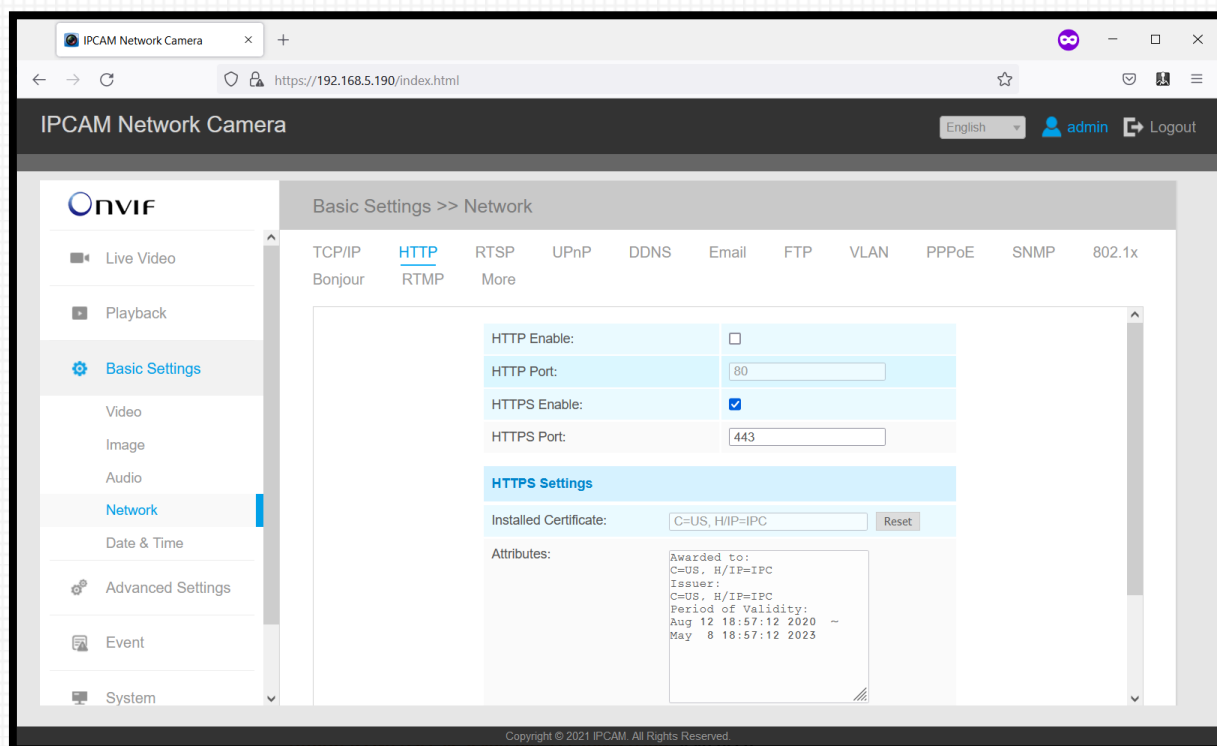 IPCAM Network Camera
https://192.168.5.190/index.html
IPCAM Network Camera
English admin Logout
ONVIF
Basic Settings >> Network
Live Video
Playback
Basic Settings
Video
Image
Audio
Network
Date & Time
Advanced Settings
Event
System
TCP/IP HTTP RTSP UPnP DDNS Email FTP VLAN PPPoE SNMP 802.1x
Bonjour RTMP More
HTTP Enable:
HTTP Port: 80
HTTPS Enable:
HTTPS Port: 443
HTTPS Settings
Installed Certificate: C=US, H/IP=IPC Reset
Attributes:
Awarded to:
C=US, H/IP=IPC
Issuer:
C=US, H/IP=IPC
Period of Validity:
Aug 12 18:57:12 2020 ~
May 8 18:57:12 2023
Copyright © 2021 IPCAM. All Rights Reserved.